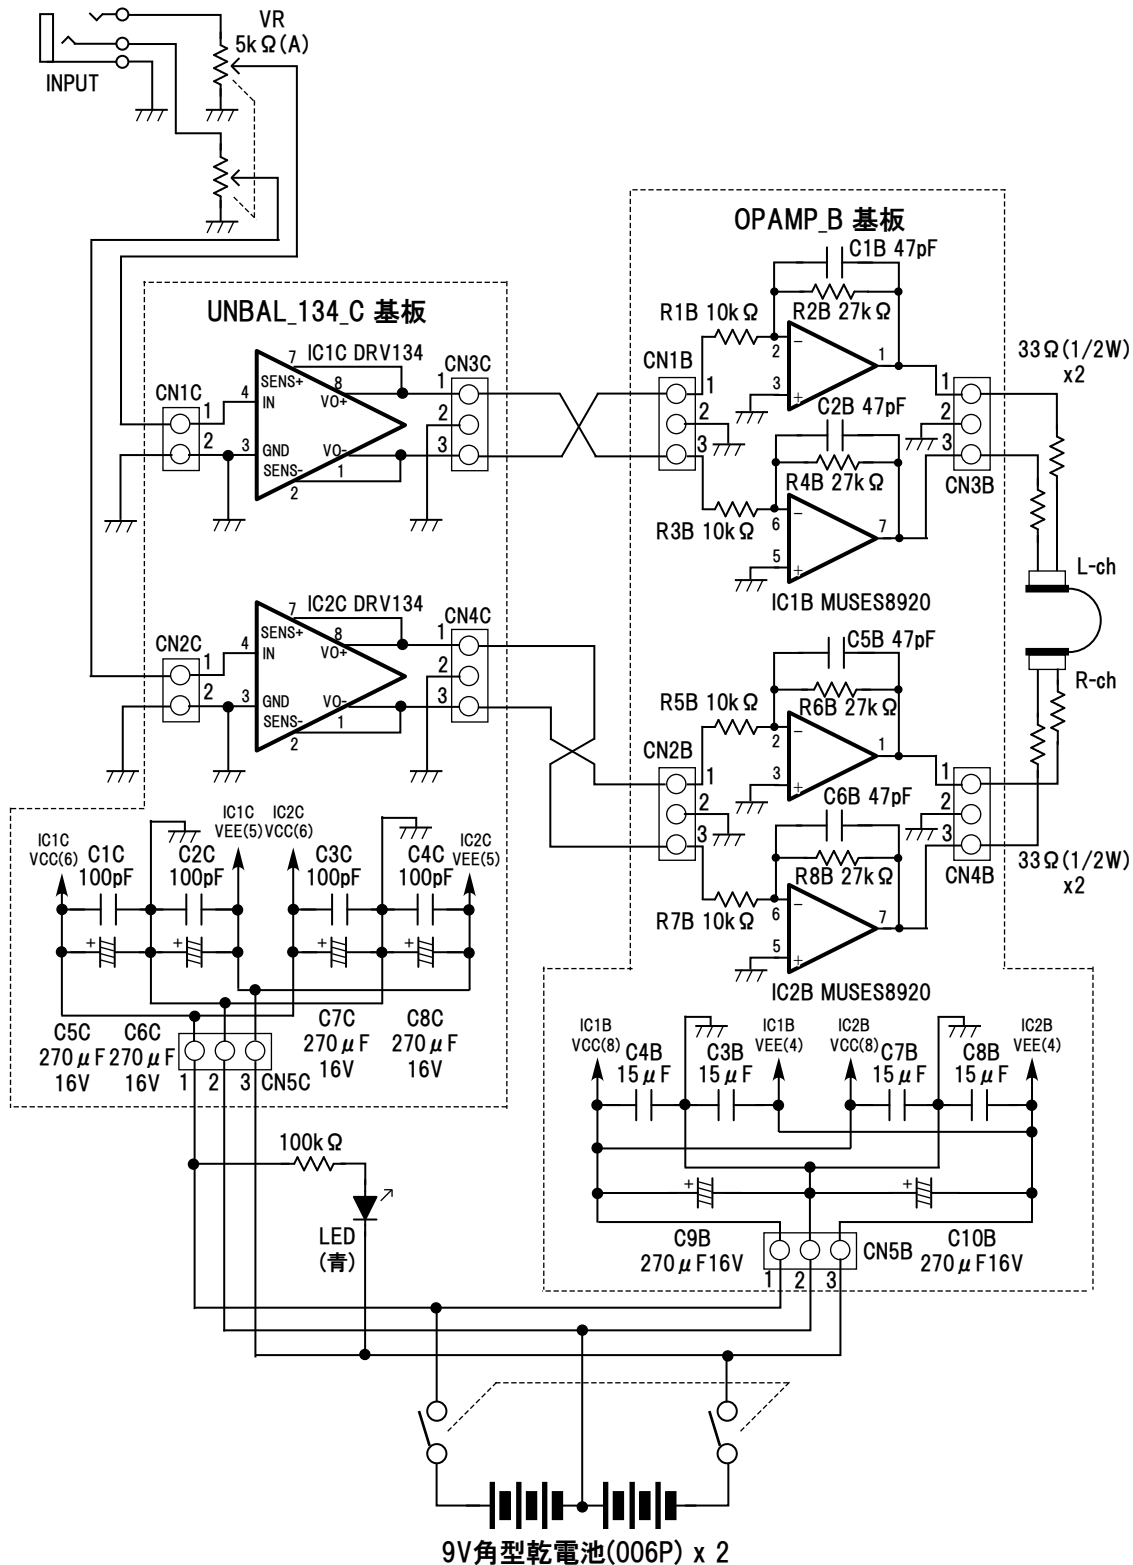 VR
5kΩ(A)
INPUT
OPAMP_B 基板
C1B 47pF
R1B 10kΩ
R2B 27kΩ
UNBAL_134_C 基板
CN1C
1
2
4
3
7
SENS+
IN
GND
SENS-
2
IC1C DRV134
8
VO+
VO-
1
CN3C
1
2
3
CN1B
1
2
3
2
3
−
+
1
C2B 47pF
R4B 27kΩ
R3B 10kΩ
6
5
−
+
7
IC1B MUSES8920
CN3B
1
2
3
33Ω(1/2W)
x2
L-ch
R-ch
CN2C
1
2
4
3
7
SENS+
IN
GND
SENS-
2
IC2C DRV134
8
VO+
VO-
1
CN4C
1
2
3
C5B 47pF
R5B 10kΩ
R6B 27kΩ
CN2B
1
2
3
2
3
−
+
1
C6B 47pF
R8B 27kΩ
R7B 10kΩ
6
5
−
+
7
IC2B MUSES8920
CN4B
1
2
3
33Ω(1/2W)
x2
IC1C
VCC(6)
IC1C
VEE(5)
IC2C
VCC(6)
IC2C
VEE(5)
C1C
100pF
C2C
100pF
C3C
100pF
C4C
100pF
+
+
+
+
C5C
270μF
16V
C6C
270μF
16V
C7C
270μF
16V
C8C
270μF
16V
CN5C
1
2
3
IC1B
VCC(8)
IC1B
VEE(4)
IC2B
VCC(8)
IC2B
VEE(4)
C4B
15μF
C3B
15μF
C7B
15μF
C8B
15μF
+
+
C9B
270μF16V
C10B
270μF16V
CN5B
1
2
3
100kΩ
LED
(青)
9V角型乾電池(006P) x 2